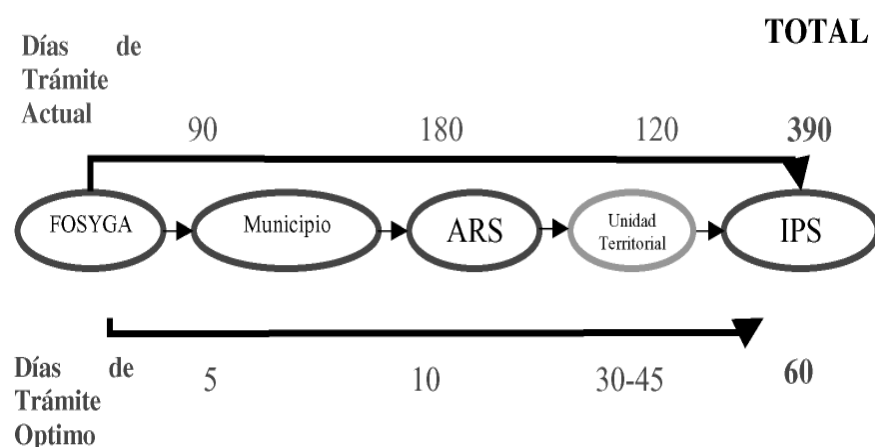 TOTAL
Días de
Trámite
Actual
90 180 120 390
FOSYGA Municipio ARS Unidad Territorial IPS
Días de
Trámite
Optimo
5 10 30-45 60